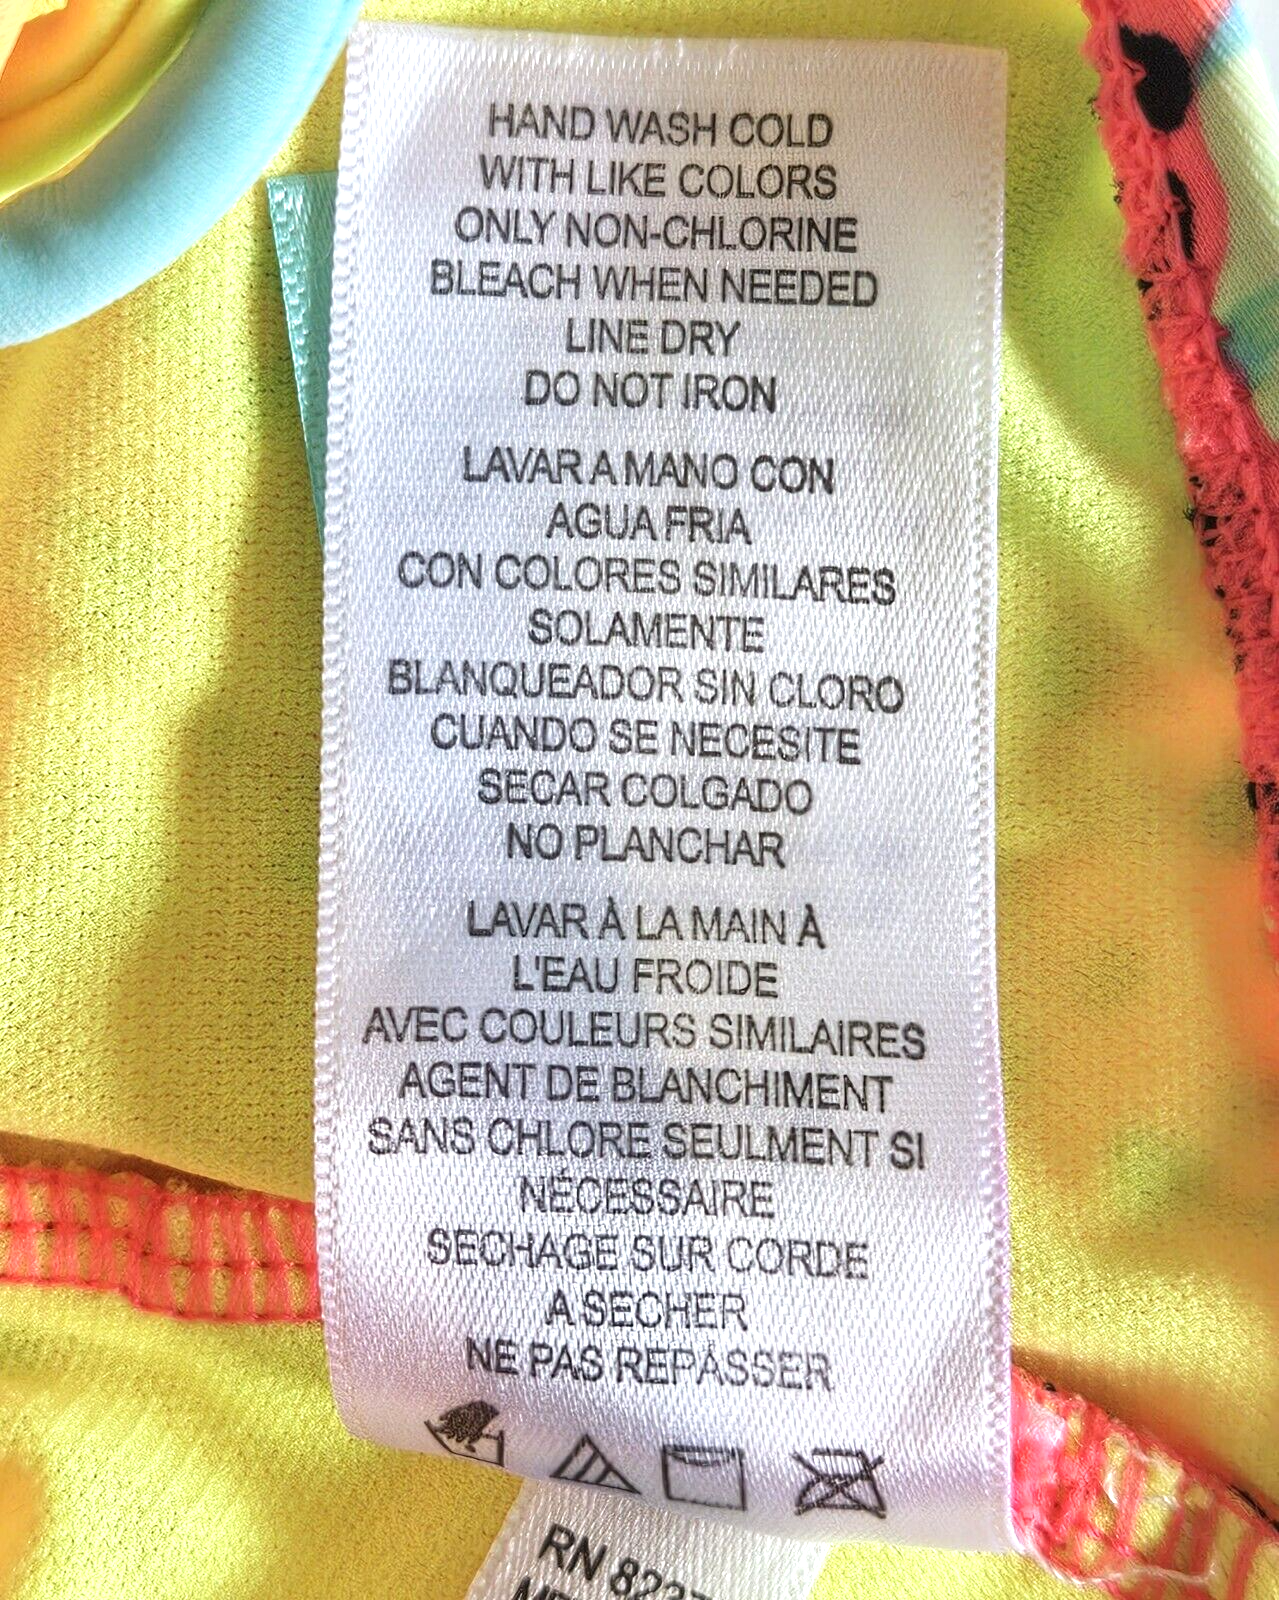 HAND WASH COLD
WITH LIKE COLORS
ONLY NON-CHLORINE
BLEACH WHEN NEEDED
LINE DRY
DO NOT IRON
LAVAR A MANO CON
AGUA FRIA
CON COLORES SIMILARES
SOLAMENTE
BLANQUEADOR SIN CLORO
CUANDO SE NECESITE
SECAR COLGADO
NO PLANCHAR
LAVAR À LA MAIN À
L'EAU FROIDE
AVEC COULEURS SIMILAIRES
AGENT DE BLANCHIMENT
SANS CHLORE SEULMENT SI
NÉCESSAIRE
SECHAGE SUR CORDE
A SECHER
NE PAS REPASSER
RN